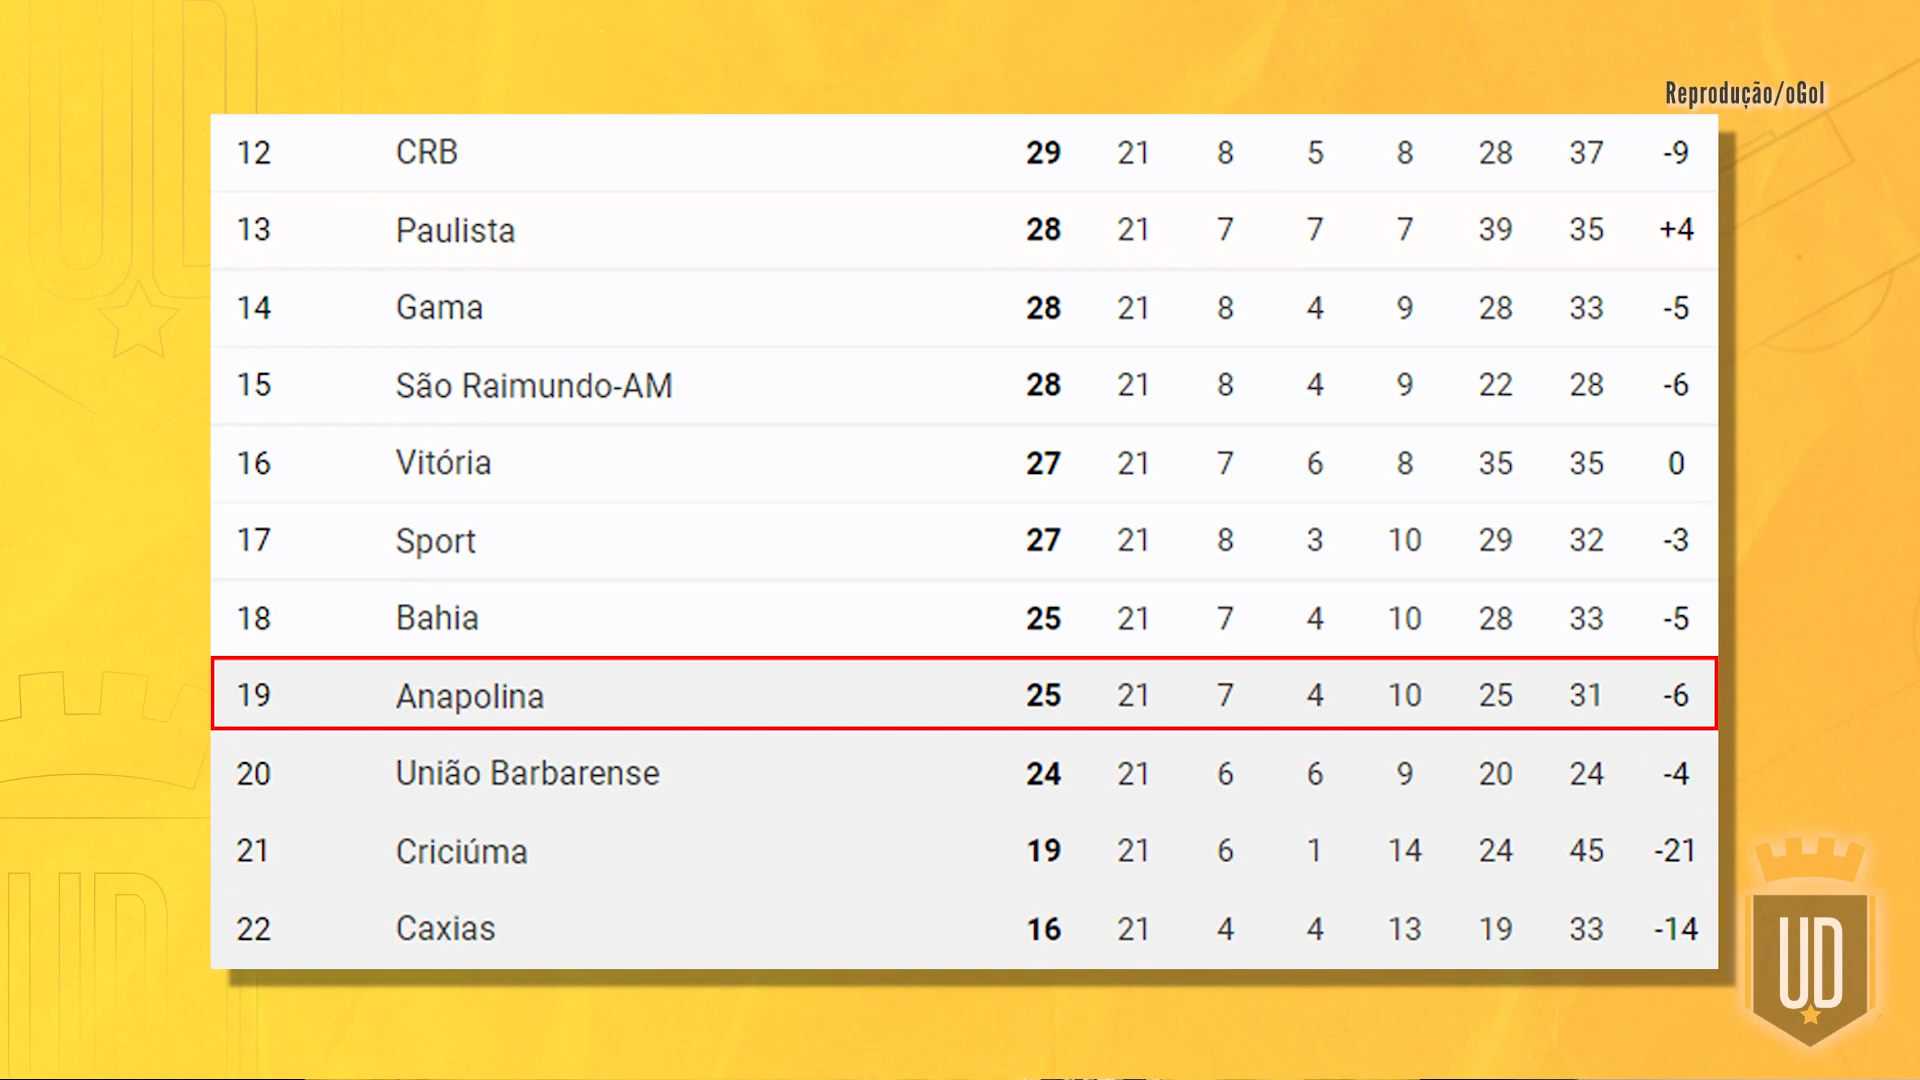 Reprodução/oGol
12 CRB 29 21 8 5 8 28 37 -9
13 Paulista 28 21 7 7 7 39 35 +4
14 Gama 28 21 8 4 9 28 33 -5
15 São Raimundo-AM 28 21 8 4 9 22 28 -6
16 Vitória 27 21 7 6 8 35 35 0
17 Sport 27 21 8 3 10 29 32 -3
18 Bahia 25 21 7 4 10 28 33 -5
19 Anapolina 25 21 7 4 10 25 31 -6
20 União Barbarense 24 21 6 6 9 20 24 -4
21 Criciúma 19 21 6 1 14 24 45 -21
22 Caxias 16 21 4 4 13 19 33 -14
UD
UD
UD